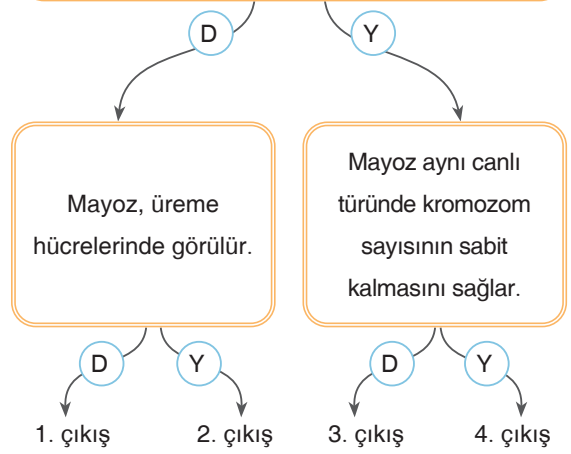 D
Y
Mayoz, üreme
hücrelerinde görülür.
Mayoz aynı canlı
türünde kromozom
sayısının sabit
kalmasını sağlar.
D
Y
D
Y
1. çıkış
2. çıkış
3. çıkış
4. çıkış